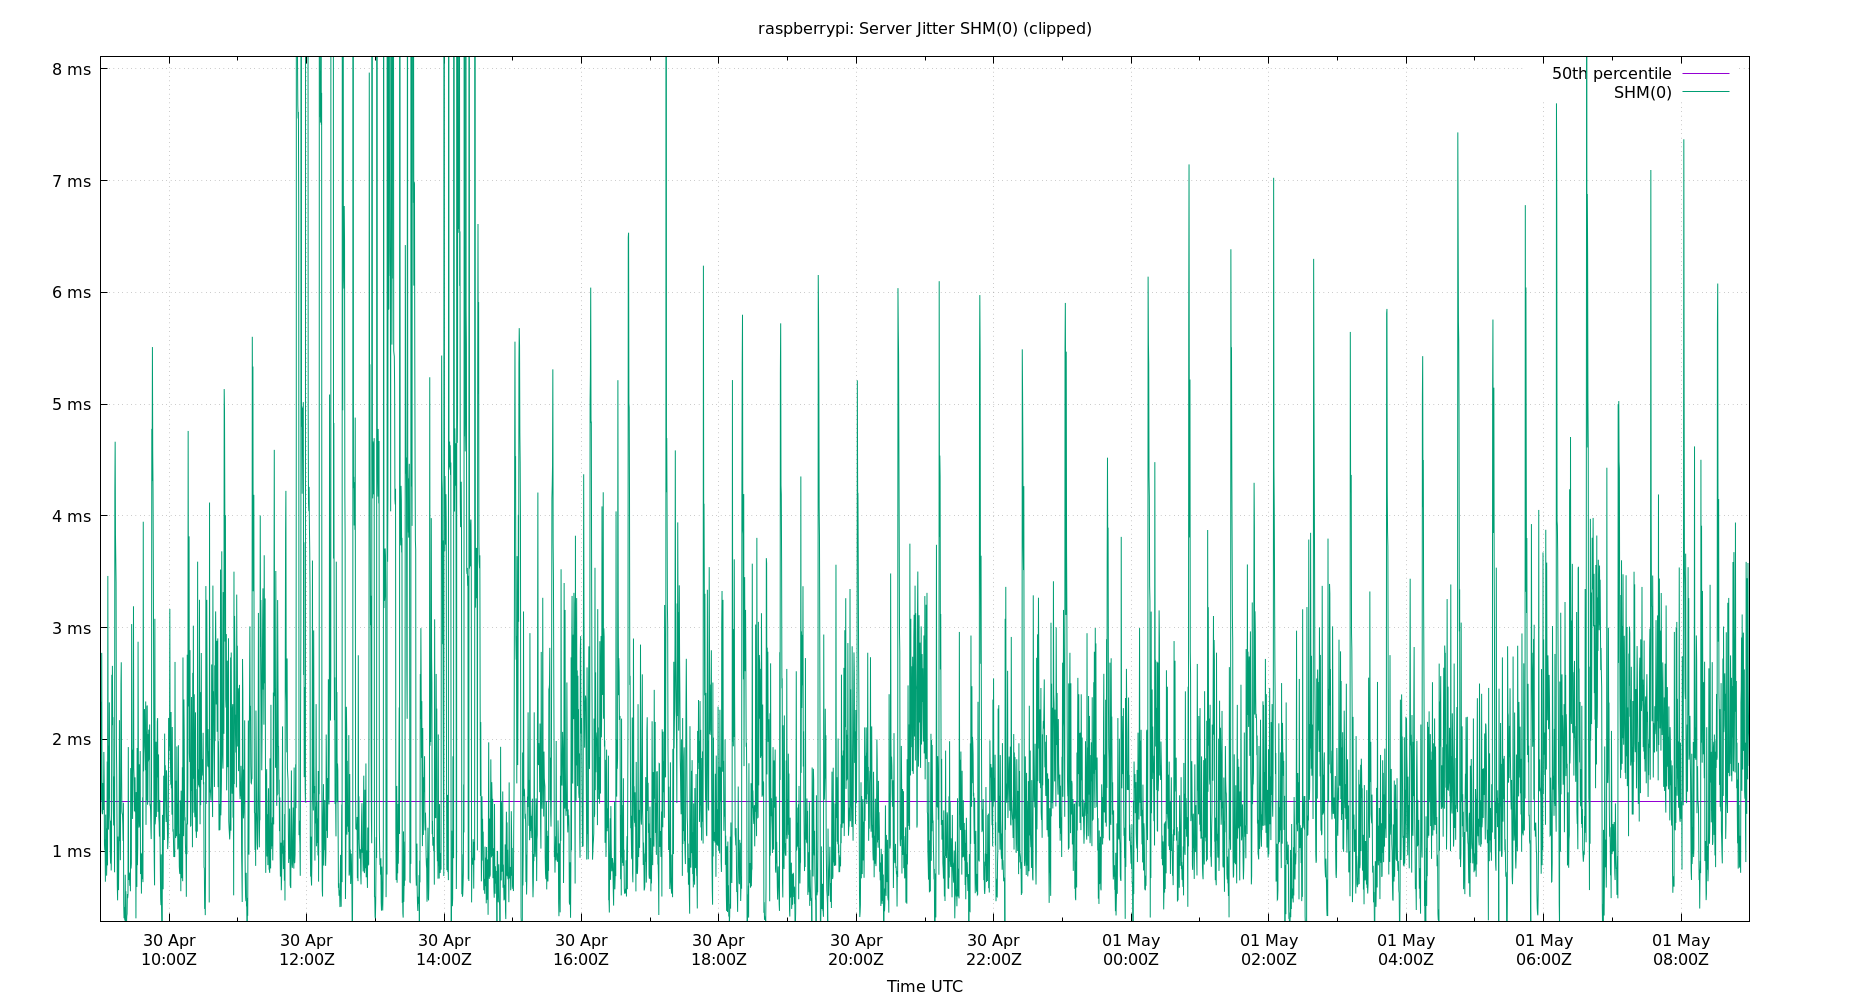 raspberrypi: Server Jitter SHM(0) (clipped)
8 ms
7 ms
6 ms
5 ms
4 ms
3 ms
2 ms
1 ms
50th percentile
SHM(0)
30 Apr
10:00Z
30 Apr
12:00Z
30 Apr
14:00Z
30 Apr
16:00Z
30 Apr
18:00Z
30 Apr
20:00Z
30 Apr
22:00Z
01 May
00:00Z
01 May
02:00Z
01 May
04:00Z
01 May
06:00Z
01 May
08:00Z
Time UTC